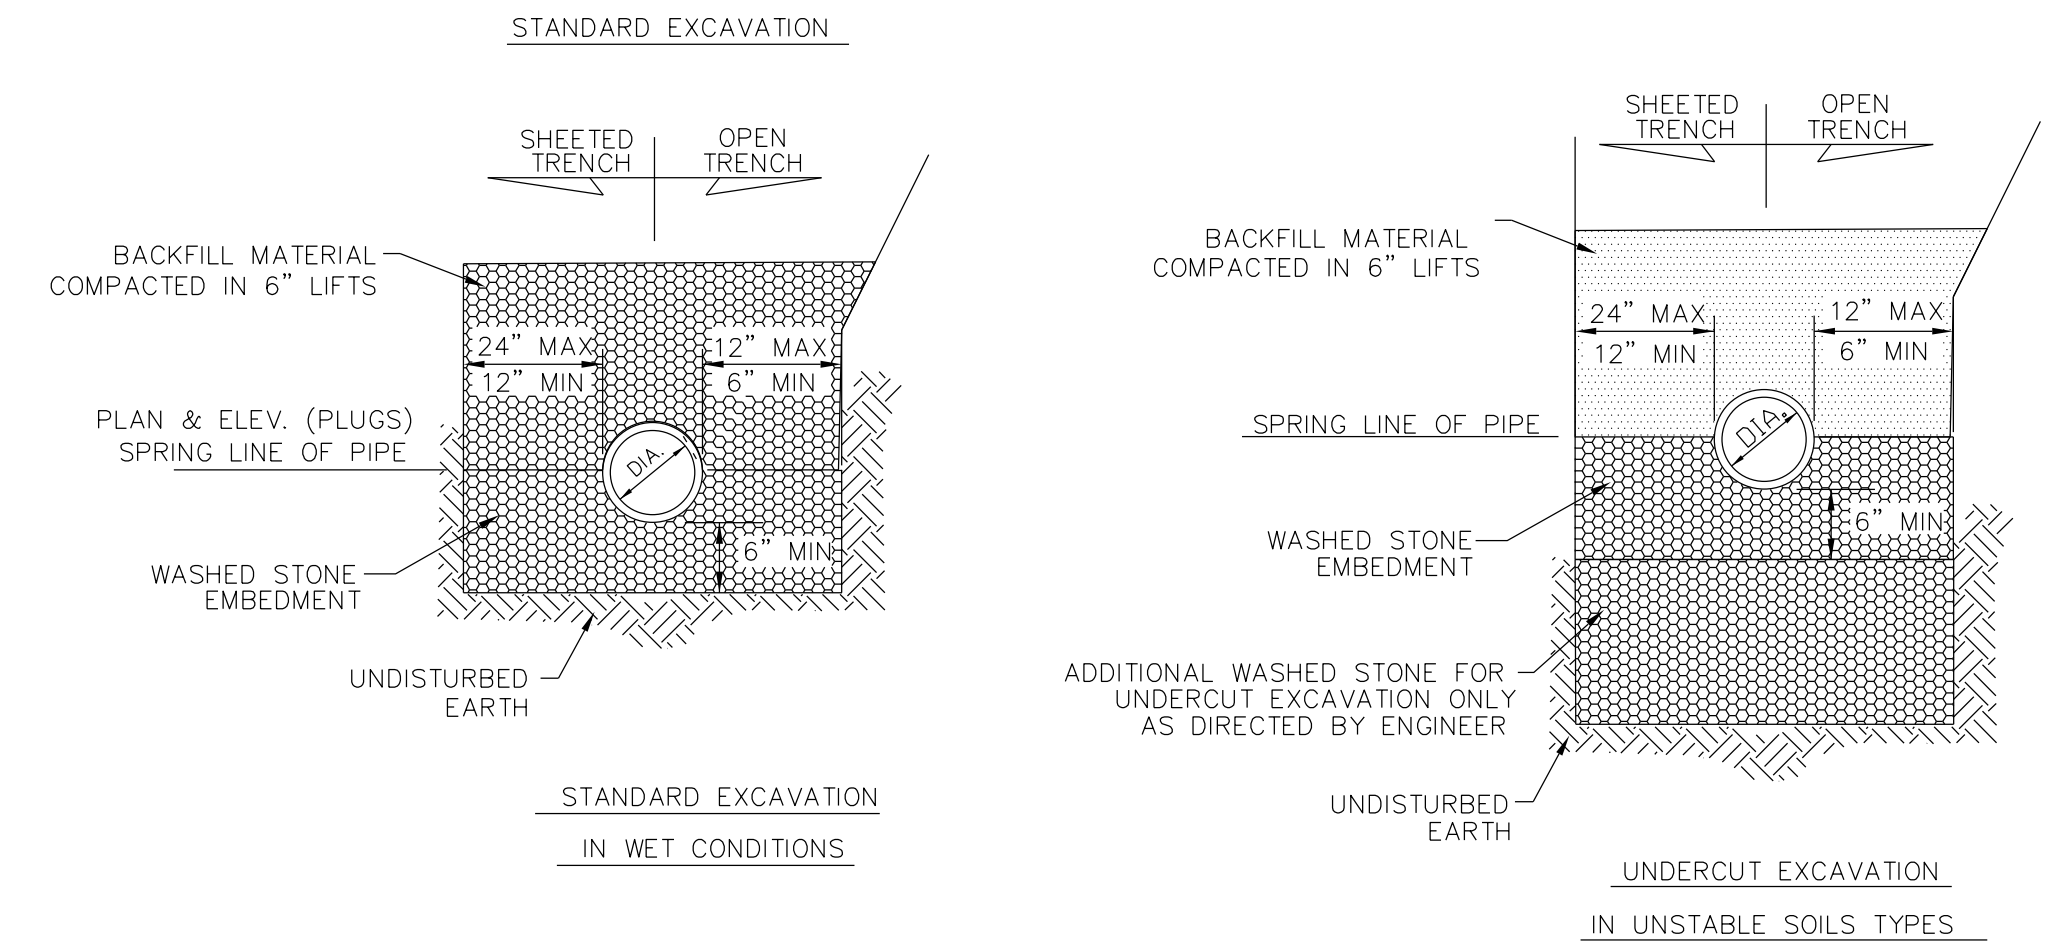 STANDARD EXCAVATION
SHEETED
TRENCH
OPEN
TRENCH
BACKFILL MATERIAL
COMPACTED IN 6” LIFTS
24” MAX
12” MIN
12” MAX
6” MIN
PLAN & ELEV. (PLUGS)
SPRING LINE OF PIPE
DIA.
6” MIN
WASHED STONE
EMBEDMENT
UNDISTURBED
EARTH
STANDARD EXCAVATION
IN WET CONDITIONS
SHEETED
TRENCH
OPEN
TRENCH
BACKFILL MATERIAL
COMPACTED IN 6” LIFTS
24” MAX
12” MIN
12” MAX
6” MIN
SPRING LINE OF PIPE
DIA.
6” MIN
WASHED STONE
EMBEDMENT
ADDITIONAL WASHED STONE FOR
UNDERCUT EXCAVATION ONLY
AS DIRECTED BY ENGINEER
UNDISTURBED
EARTH
UNDERCUT EXCAVATION
IN UNSTABLE SOILS TYPES